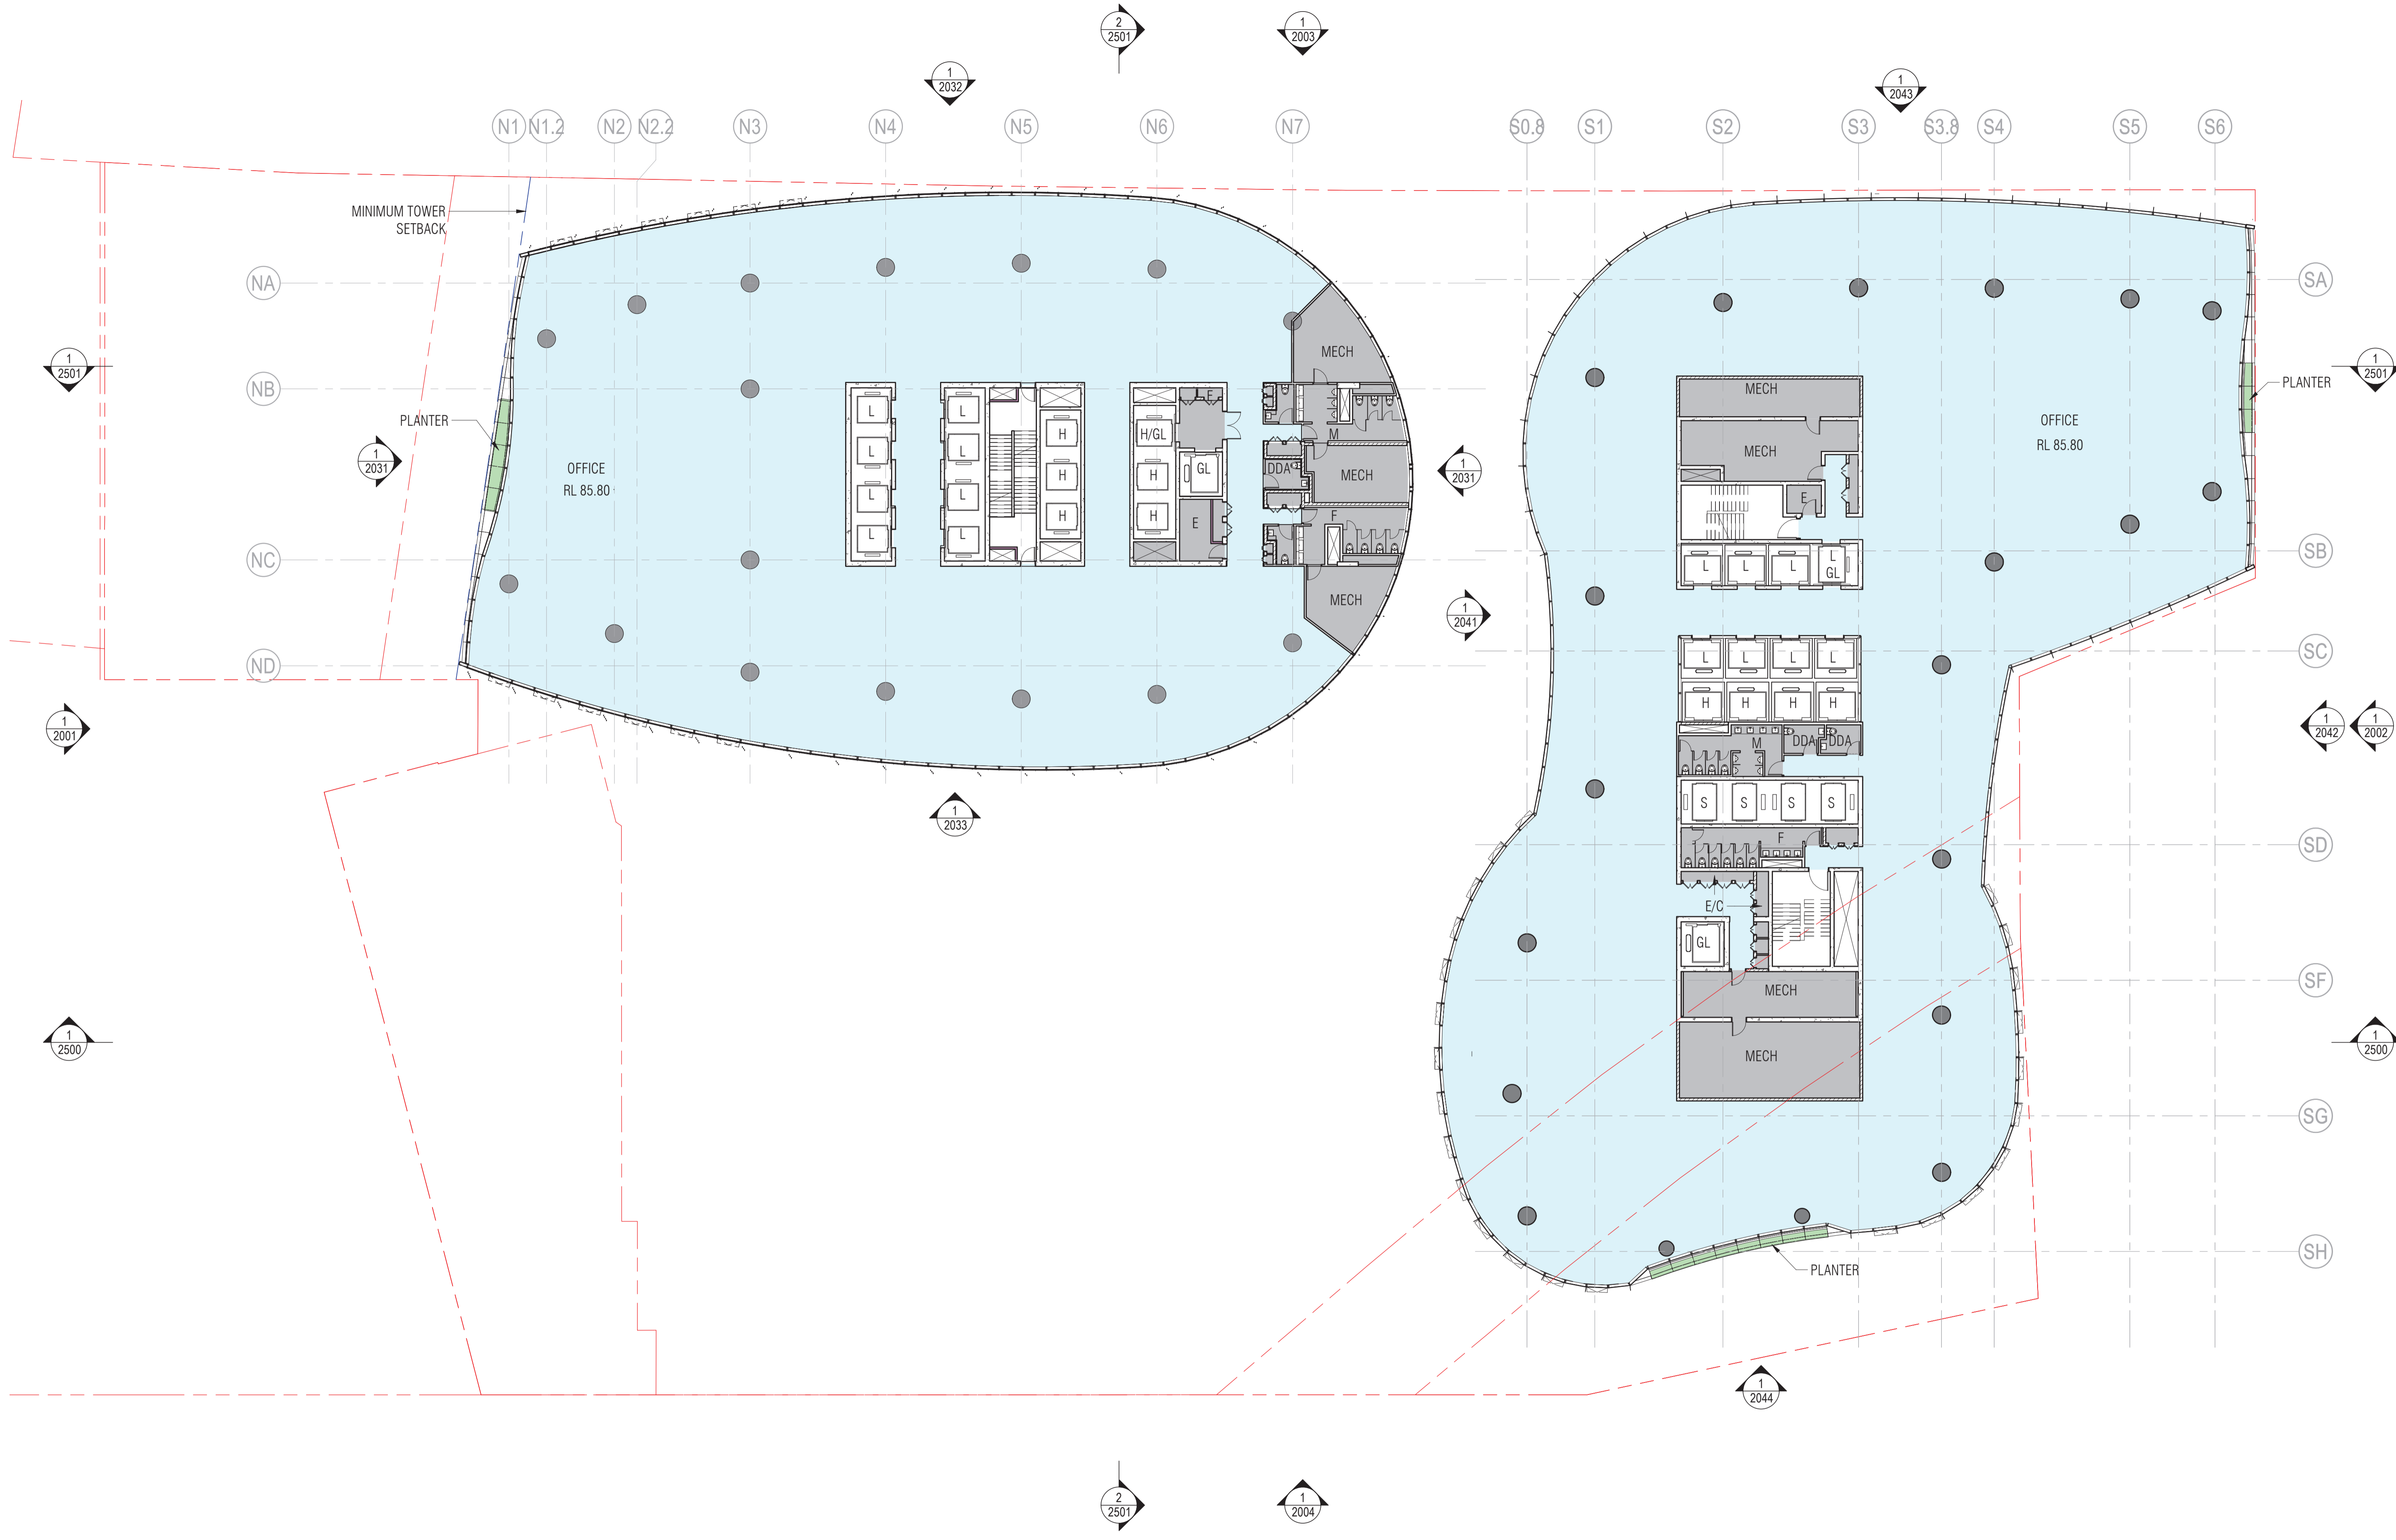 2
2501
1
2003
1
2032
1
2043
N1
N1.2
N2
N2.2
N3
N4
N5
N6
N7
S0.8
S1
S2
S3
S3.8
S4
S5
S6
MINIMUM TOWER
SETBACK
NA
SA
MECH
1
2501
1
2501
PLANTER
NB
MECH
L
L
H
H/GL
E
PLANTER
OFFICE
RL 85.80
M
L
L
MECH
1
2031
OFFICE
RL 85.80
H
H
GL
DDA
MECH
1
2031
L
L
H
H
E
F
E
L
L
NC
SB
L
L
L
L
GL
MECH
1
2041
ND
SC
L
L
L
L
H
H
H
H
1
2001
M
DDA
DDA
1
2042
1
2002
S
S
S
S
1
2033
F
SD
E/C
GL
SF
MECH
1
2500
MECH
1
2500
SG
SH
PLANTER
1
2044
2
2501
1
2004